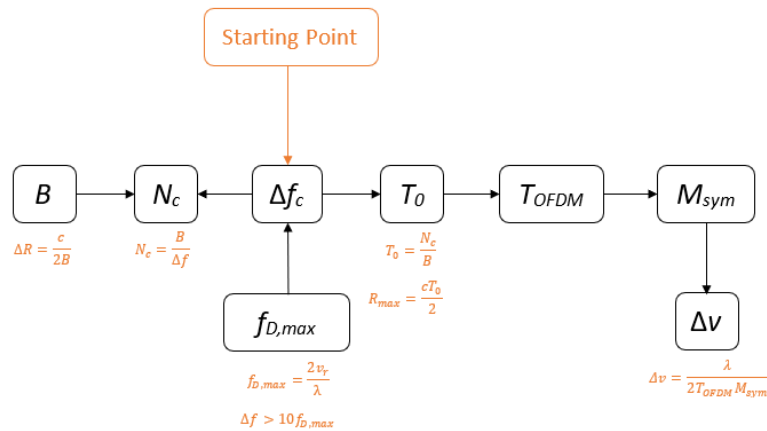 Starting Point
B
N_c
Δf_c
T_0
T_OFDM
M_sym
ΔR = c/2B
N_c = B/Δf
T_0 = N_c/B
R_max = cT_0/2
f_D,max
Δv
f_D,max = 2v_r/λ
Δf > 10f_D,max
Δv = λ/2T_OFDM M_sym